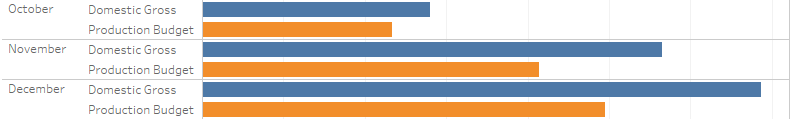 October Domestic Gross
Production Budget
November Domestic Gross
Production Budget
December Domestic Gross
Production Budget